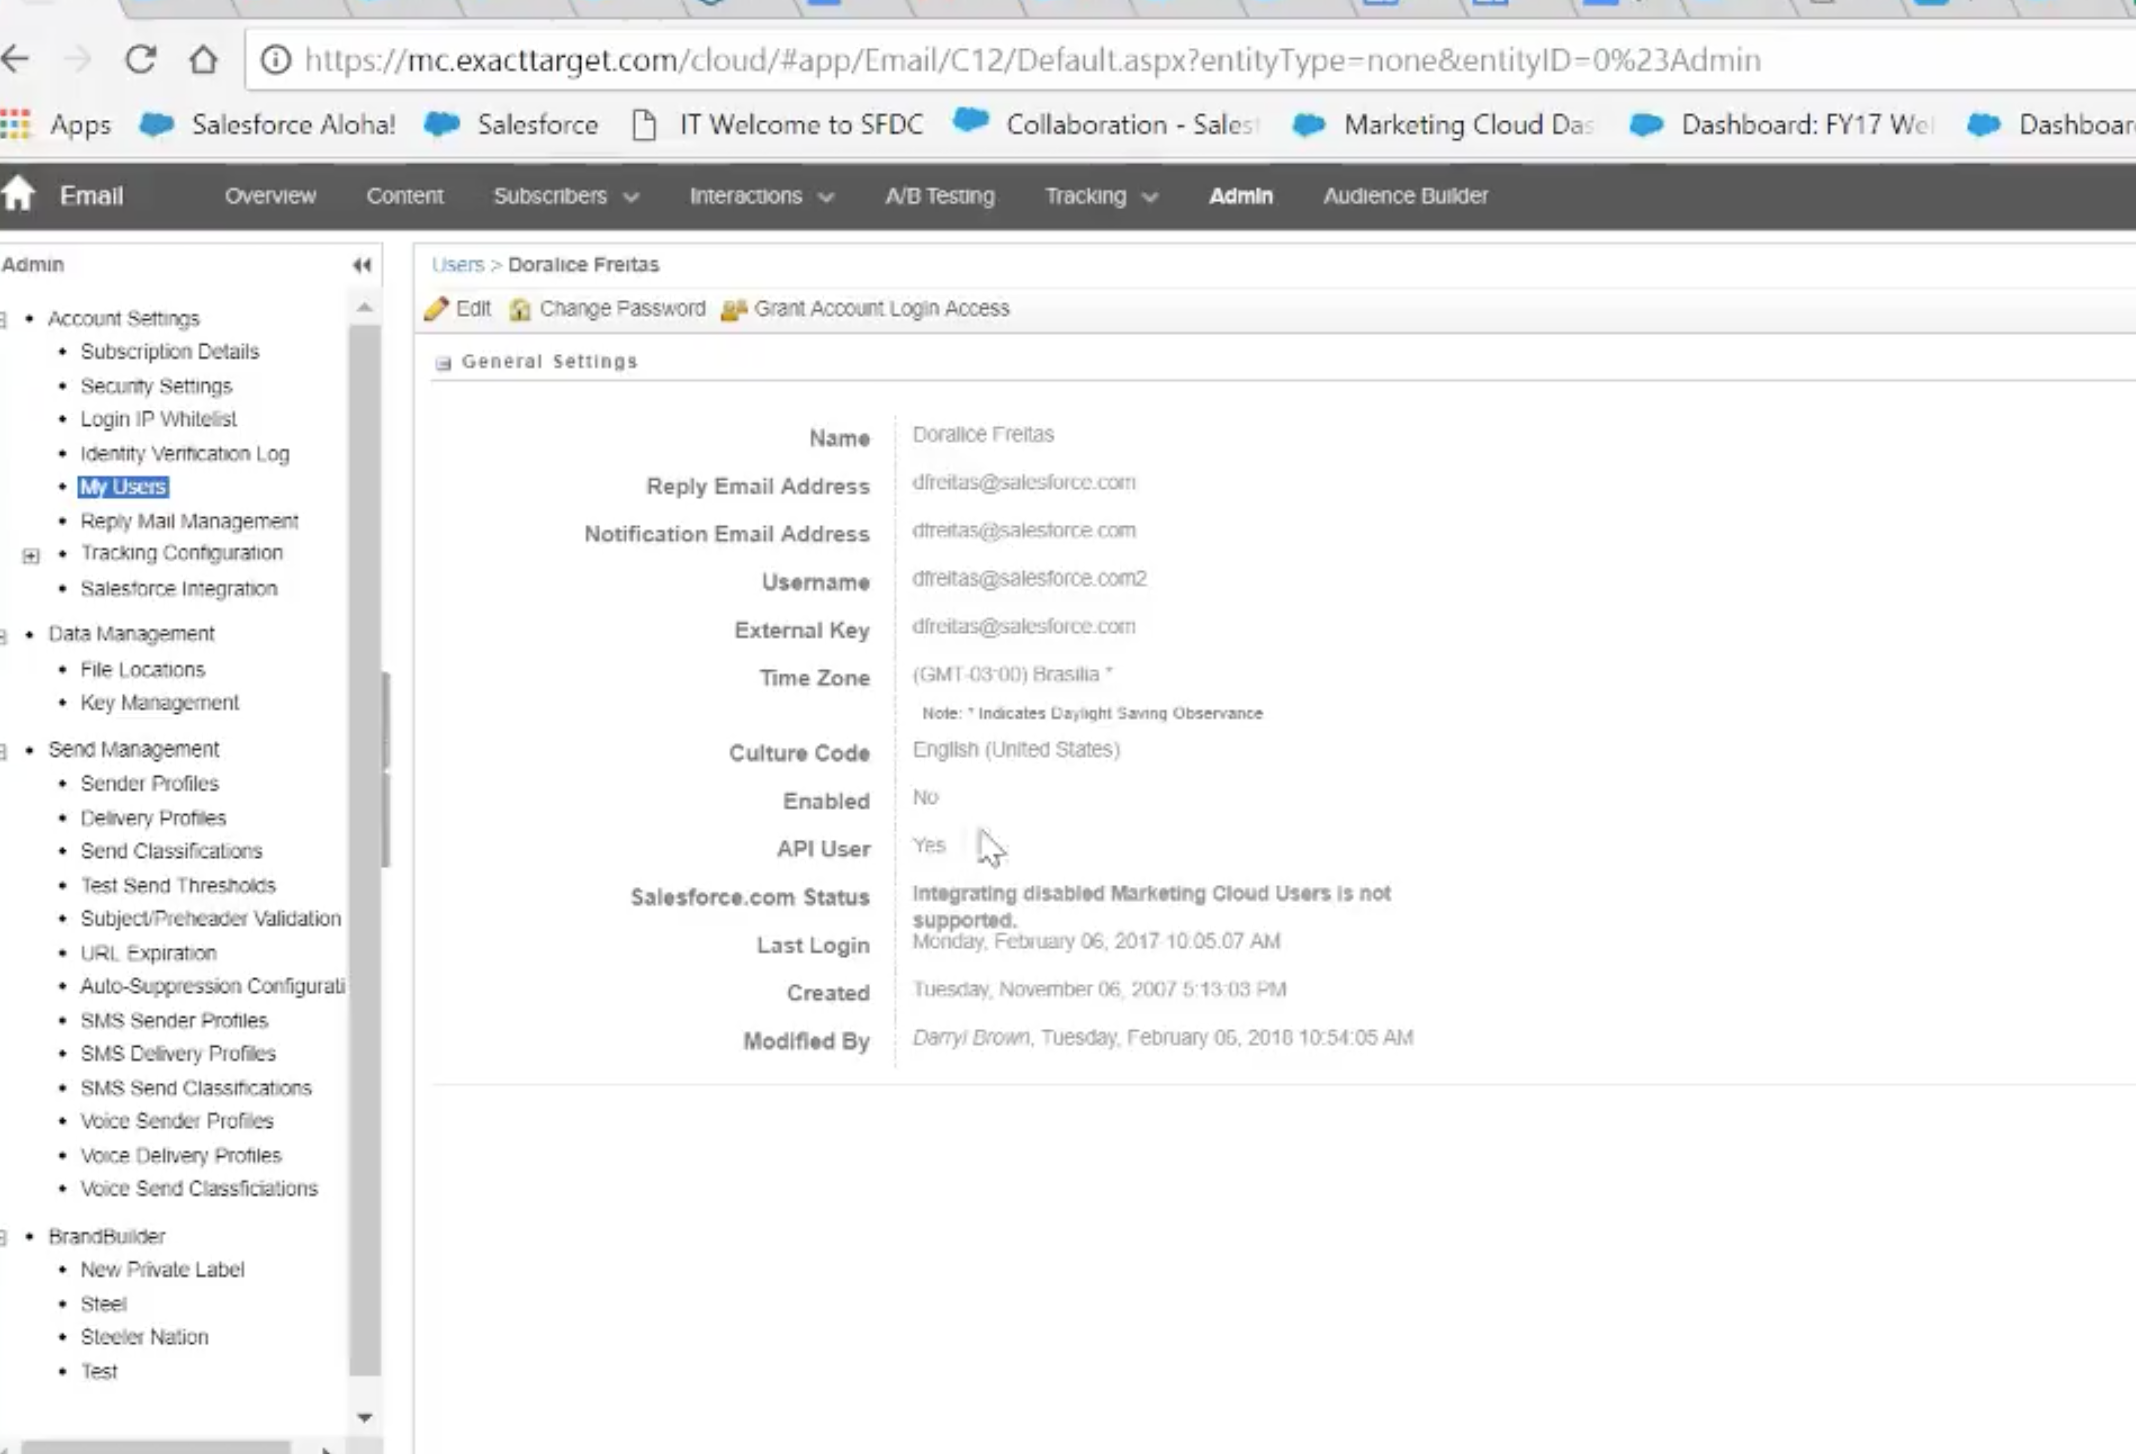 https://mc.exacttarget.com/cloud/#app/Email/C12/Default.aspx?entityType=none&entityID=0%23Admin
Apps Salesforce Aloha! Salesforce IT Welcome to SFDC Collaboration - Sales Marketing Cloud Das Dashboard: FY17 We Dashboar
Email Overview Content Subscribers Interactions A/B Testing Tracking Admin Audience Builder
Admin
Account Settings
Subscription Details
Security Settings
Login IP Whitelist
Identity Verification Log
My Users
Reply Mail Management
Tracking Configuration
Salesforce Integration
Data Management
File Locations
Key Management
Send Management
Sender Profiles
Delivery Profiles
Send Classifications
Test Send Thresholds
Subject/Preheader Validation
URL Expiration
Auto-Suppression Configurati
SMS Sender Profiles
SMS Delivery Profiles
SMS Send Classifications
Voice Sender Profiles
Voice Delivery Profiles
Voice Send Classficiations
BrandBuilder
New Private Label
Steel
Steeler Nation
Test
Users > Doralice Freitas
Edit Change Password Grant Account Login Access
General Settings
Name Doralice Freitas
Reply Email Address dfreitas@salesforce.com
Notification Email Address dfreitas@salesforce.com
Username dfreitas@salesforce.com2
External Key dfreitas@salesforce.com
Time Zone (GMT-03:00) Brasilia *
Note: * Indicates Daylight Saving Observance
Culture Code English (United States)
Enabled No
API User Yes
Salesforce.com Status Integrating disabled Marketing Cloud Users is not
supported.
Last Login Monday, February 06, 2017 10:05:07 AM
Created Tuesday, November 06, 2007 5:13:03 PM
Modified By Darryl Brown, Tuesday, February 06, 2018 10:54:05 AM